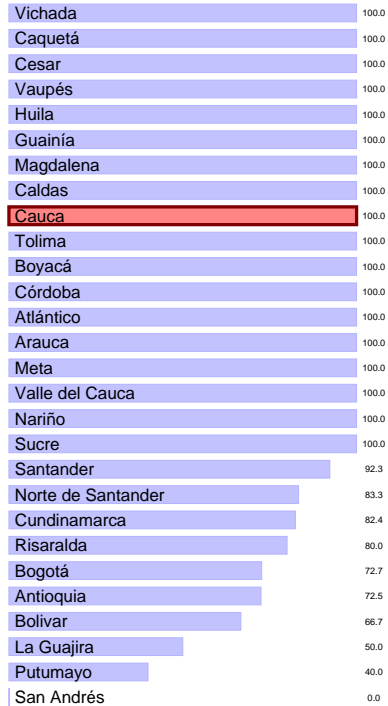 Vichada 100.0
Caquetá 100.0
Cesar 100.0
Vaupés 100.0
Huila 100.0
Guainía 100.0
Magdalena 100.0
Caldas 100.0
Cauca 100.0
Tolima 100.0
Boyacá 100.0
Córdoba 100.0
Atlántico 100.0
Arauca 100.0
Meta 100.0
Valle del Cauca 100.0
Nariño 100.0
Sucre 100.0
Santander 92.3
Norte de Santander 83.3
Cundinamarca 82.4
Risaralda 80.0
Bogotá 72.7
Antioquia 72.5
Bolivar 66.7
La Guajira 50.0
Putumayo 40.0
San Andrés 0.0